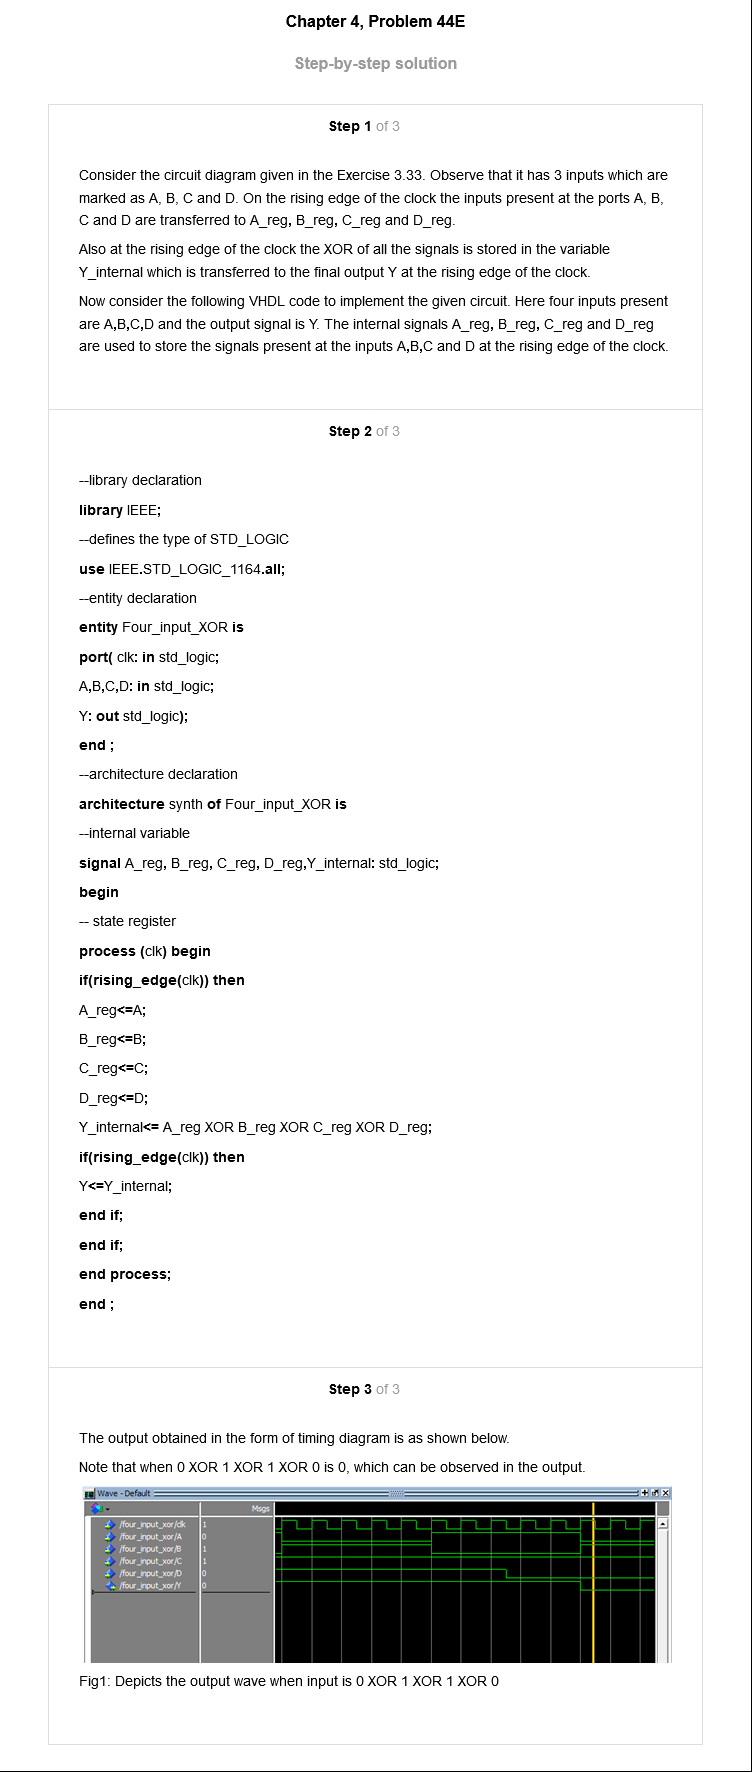 Chapter 4, Problem 44E
Step-by-step solution
Step 1 of 3
Consider the circuit diagram given in the Exercise 3.33. Observe that it has 3 inputs which are
marked as A, B, C and D. On the rising edge of the clock the inputs present at the ports A, B,
C and D are transferred to A_reg, B_reg, C_reg and D_reg.
Also at the rising edge of the clock the XOR of all the signals is stored in the variable
Y_internal which is transferred to the final output Y at the rising edge of the clock.
Now consider the following VHDL code to implement the given circuit. Here four inputs present
are A,B,C,D and the output signal is Y. The internal signals A_reg, B_reg, C_reg and D_reg
are used to store the signals present at the inputs A,B,C and D at the rising edge of the clock.
Step 2 of 3
--library declaration
library IEEE;
--defines the type of STD_LOGIC
use IEEE.STD_LOGIC_1164.all;
--entity declaration
entity Four_input_XOR is
port( clk: in std_logic;
A,B,C,D: in std_logic;
Y: out std_logic);
end ;
--architecture declaration
architecture synth of Four_input_XOR is
--internal variable
signal A_reg, B_reg, C_reg, D_reg,Y_internal: std_logic;
begin
-- state register
process (clk) begin
if(rising_edge(clk)) then
A_reg<=A;
B_reg<=B;
C_reg<=C;
D_reg<=D;
Y_internal<= A_reg XOR B_reg XOR C_reg XOR D_reg;
if(rising_edge(clk)) then
Y<=Y_internal;
end if;
end if;
end process;
end ;
Step 3 of 3
The output obtained in the form of timing diagram is as shown below.
Note that when 0 XOR 1 XOR 1 XOR 0 is 0, which can be observed in the output.
Wave - Default
Msgs
/four_input_xor/clk 1
/four_input_xor/A 0
/four_input_xor/B 1
/four_input_xor/C 1
/four_input_xor/D 0
/four_input_xor/Y 0
Fig1: Depicts the output wave when input is 0 XOR 1 XOR 1 XOR 0